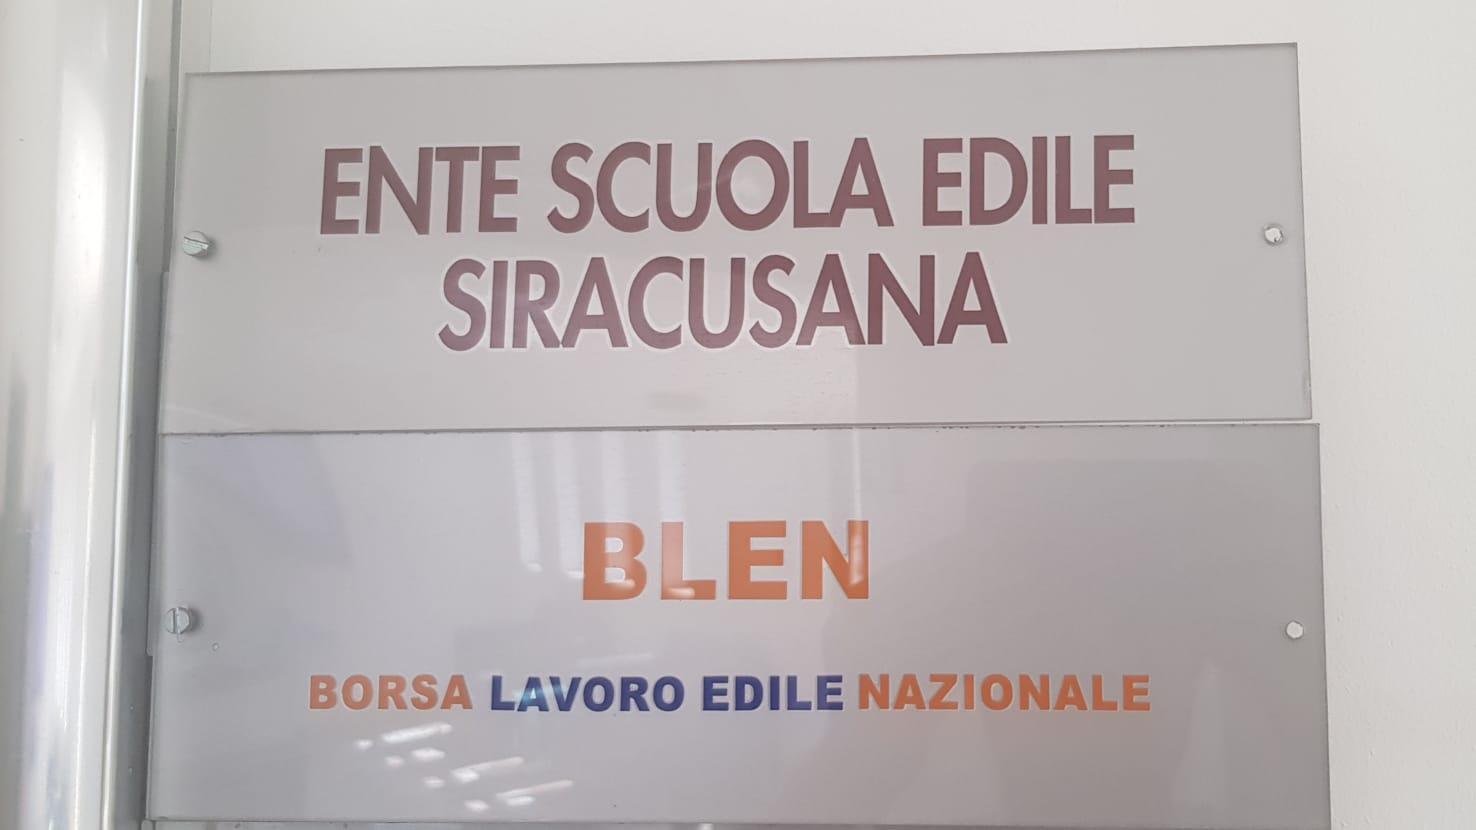 ENTE SCUOLA EDILE
SIRACUSANA
BLEN
BORSA LAVORO EDILE NAZIONALE